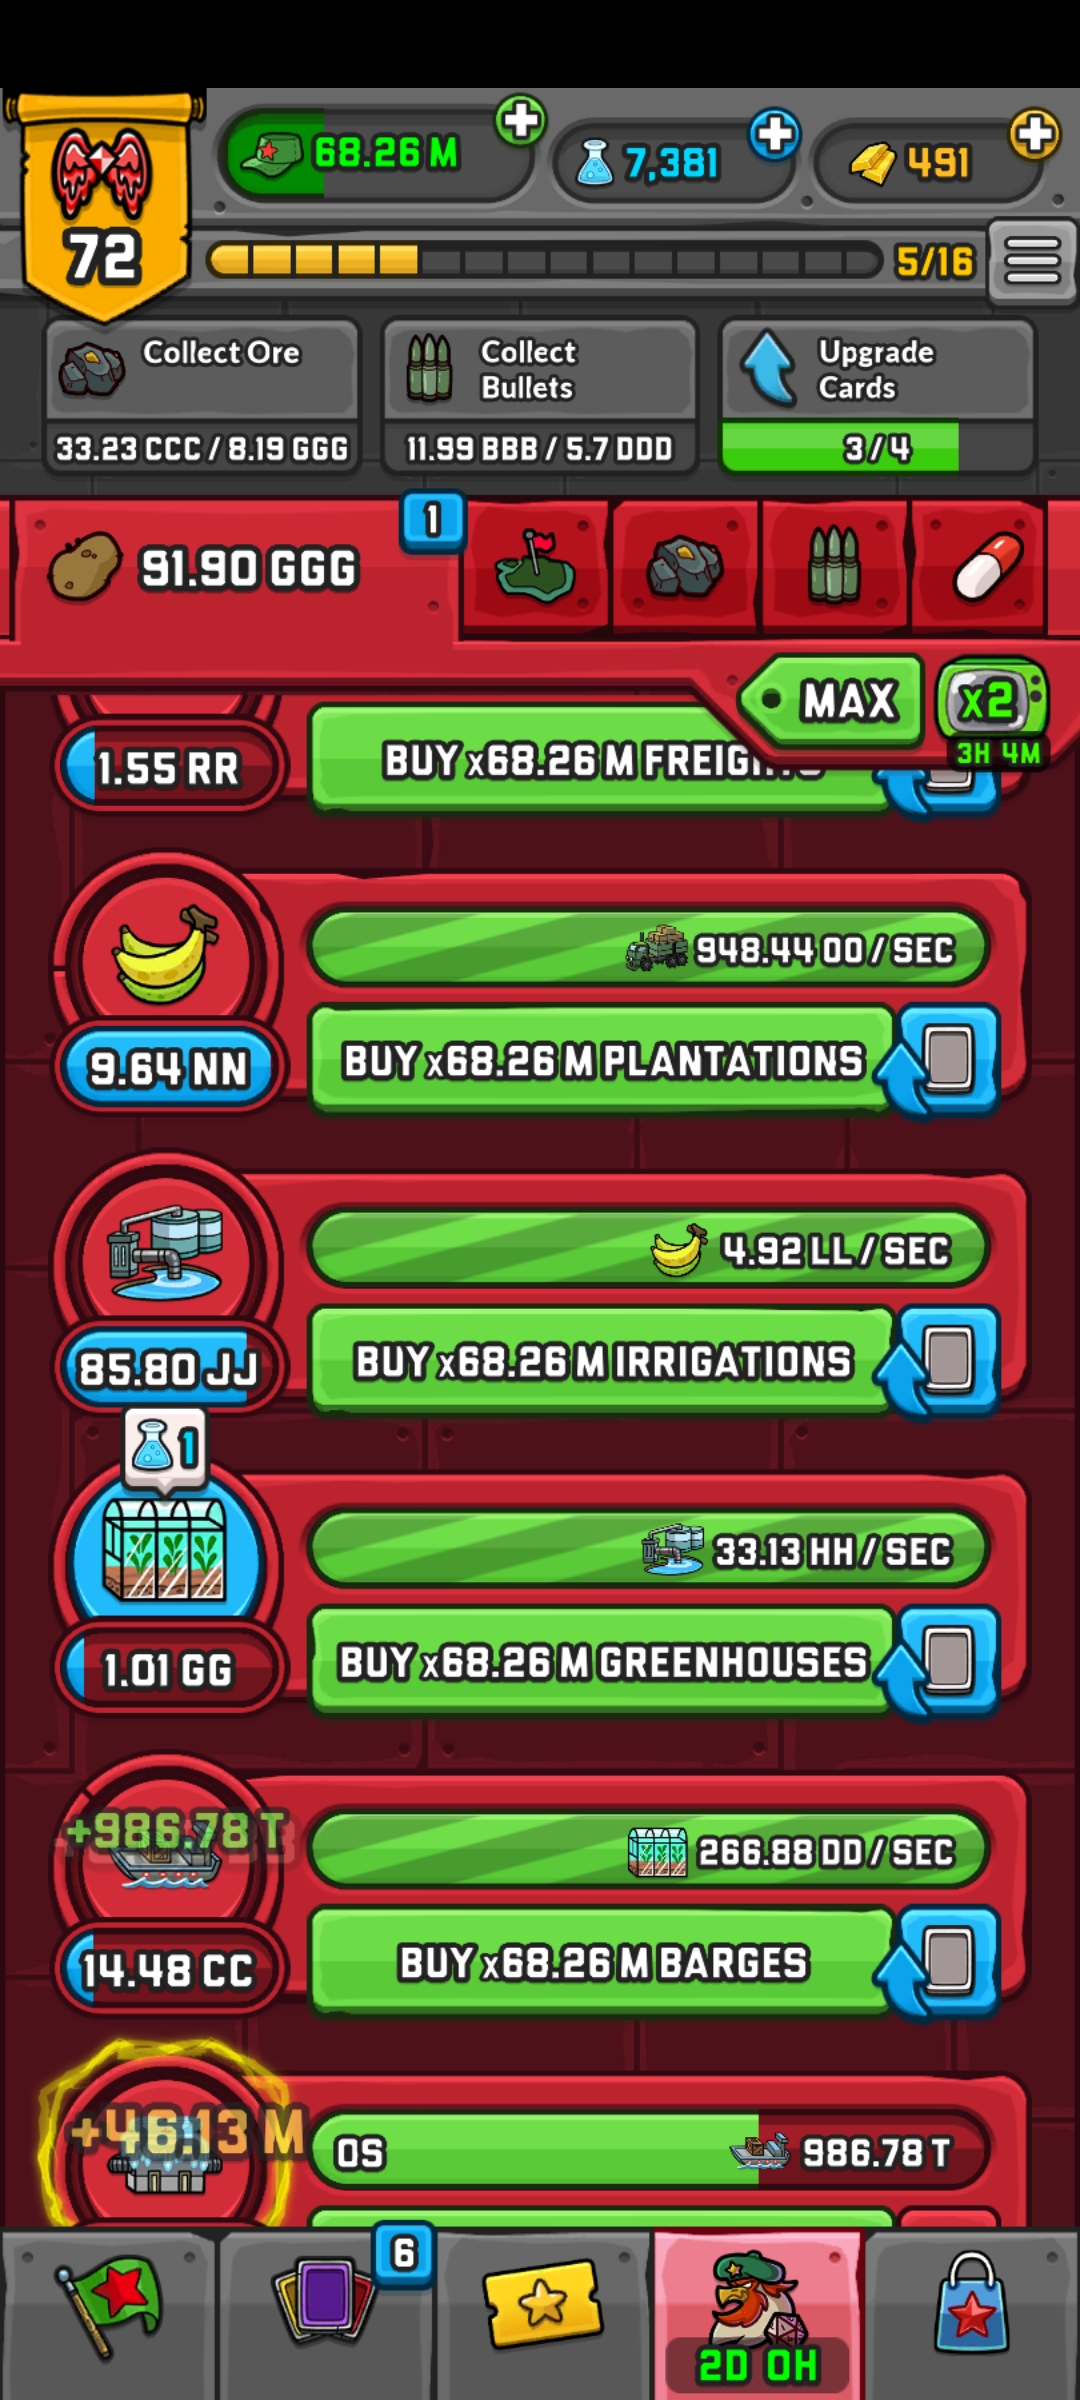 68.26 M
7,381
491
72
5/16
Collect Ore
33.23 CCC / 8.19 GGG
Collect
Bullets
11.99 BBB / 5.7 DDD
Upgrade
Cards
3 / 4
91.90 GGG
1
MAX
x2
3H 4M
1.55 RR
BUY x68.26 M
948.44 OO / SEC
9.64 NN
BUY x68.26 M PLANTATIONS
4.92 LL / SEC
85.80 JJ
BUY x68.26 M IRRIGATIONS
1
33.13 HH / SEC
1.01 GG
BUY x68.26 M GREENHOUSES
+986.78 T
266.88 DD / SEC
14.48 CC
BUY x68.26 M BARGES
+46.13 M
0S
986.78 T
6
2D 0H